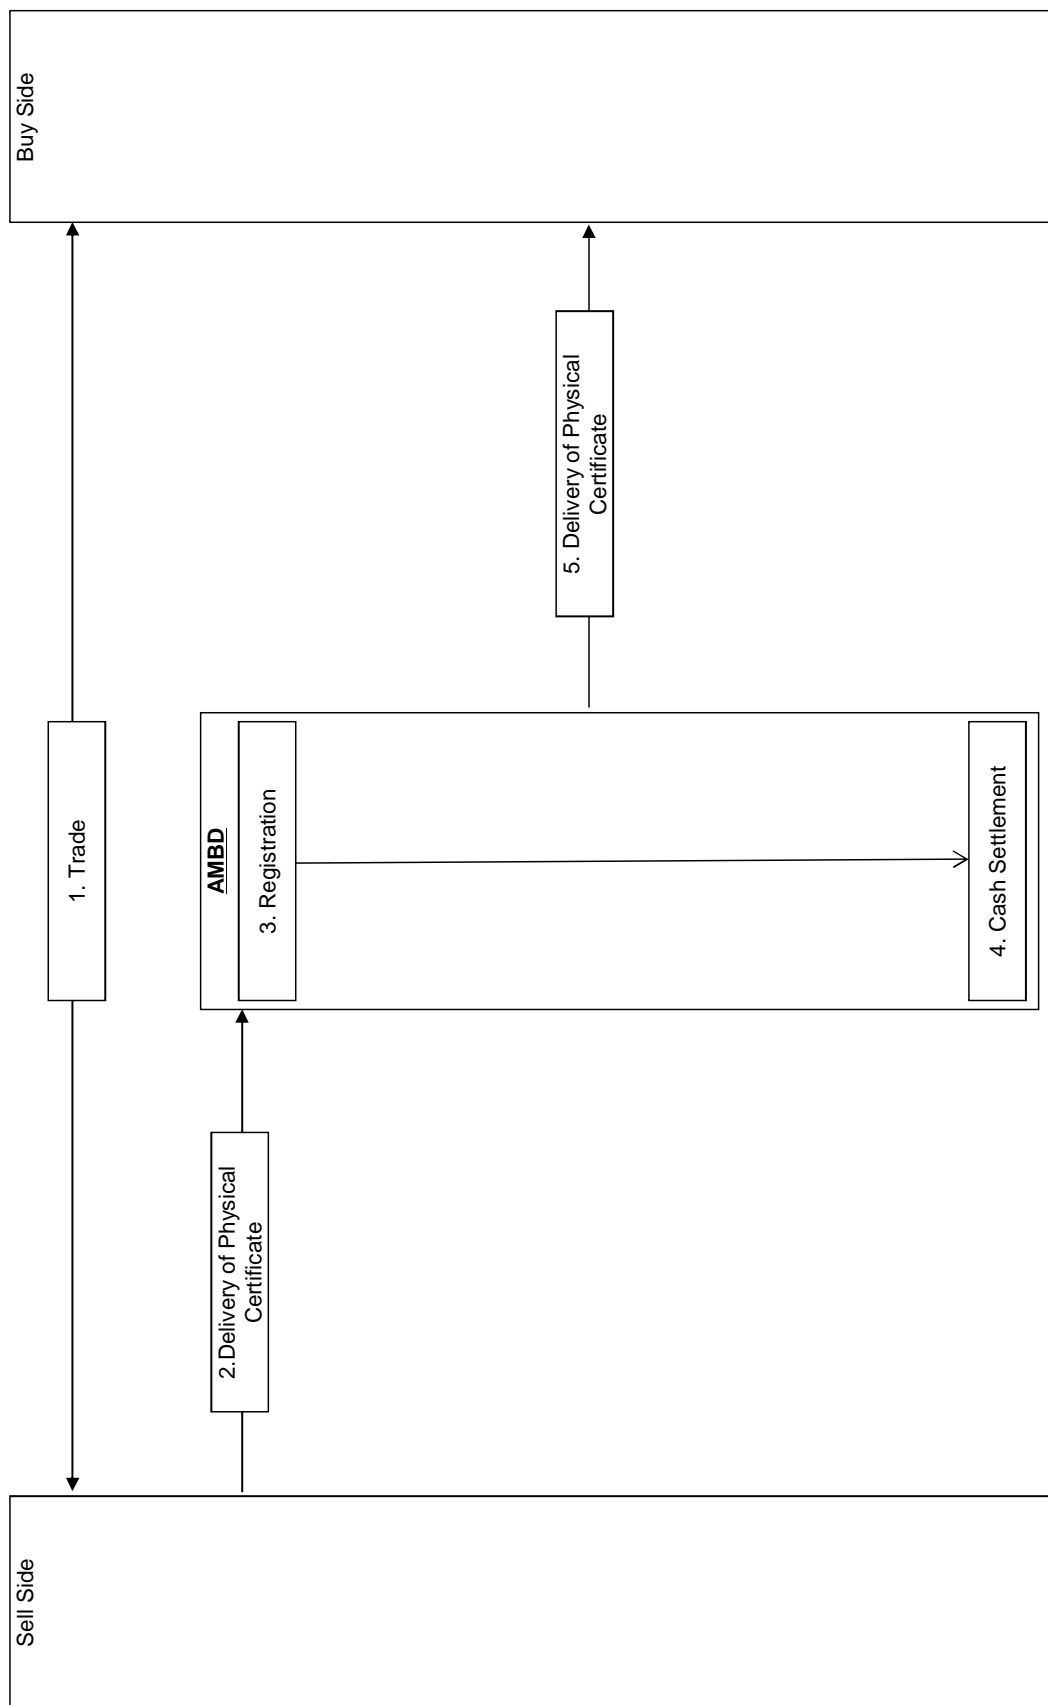 Sell Side
Buy Side
1. Trade
2.Delivery of Physical
Certificate
AMBD
3. Registration
4. Cash Settlement
5. Delivery of Physical
Certificate